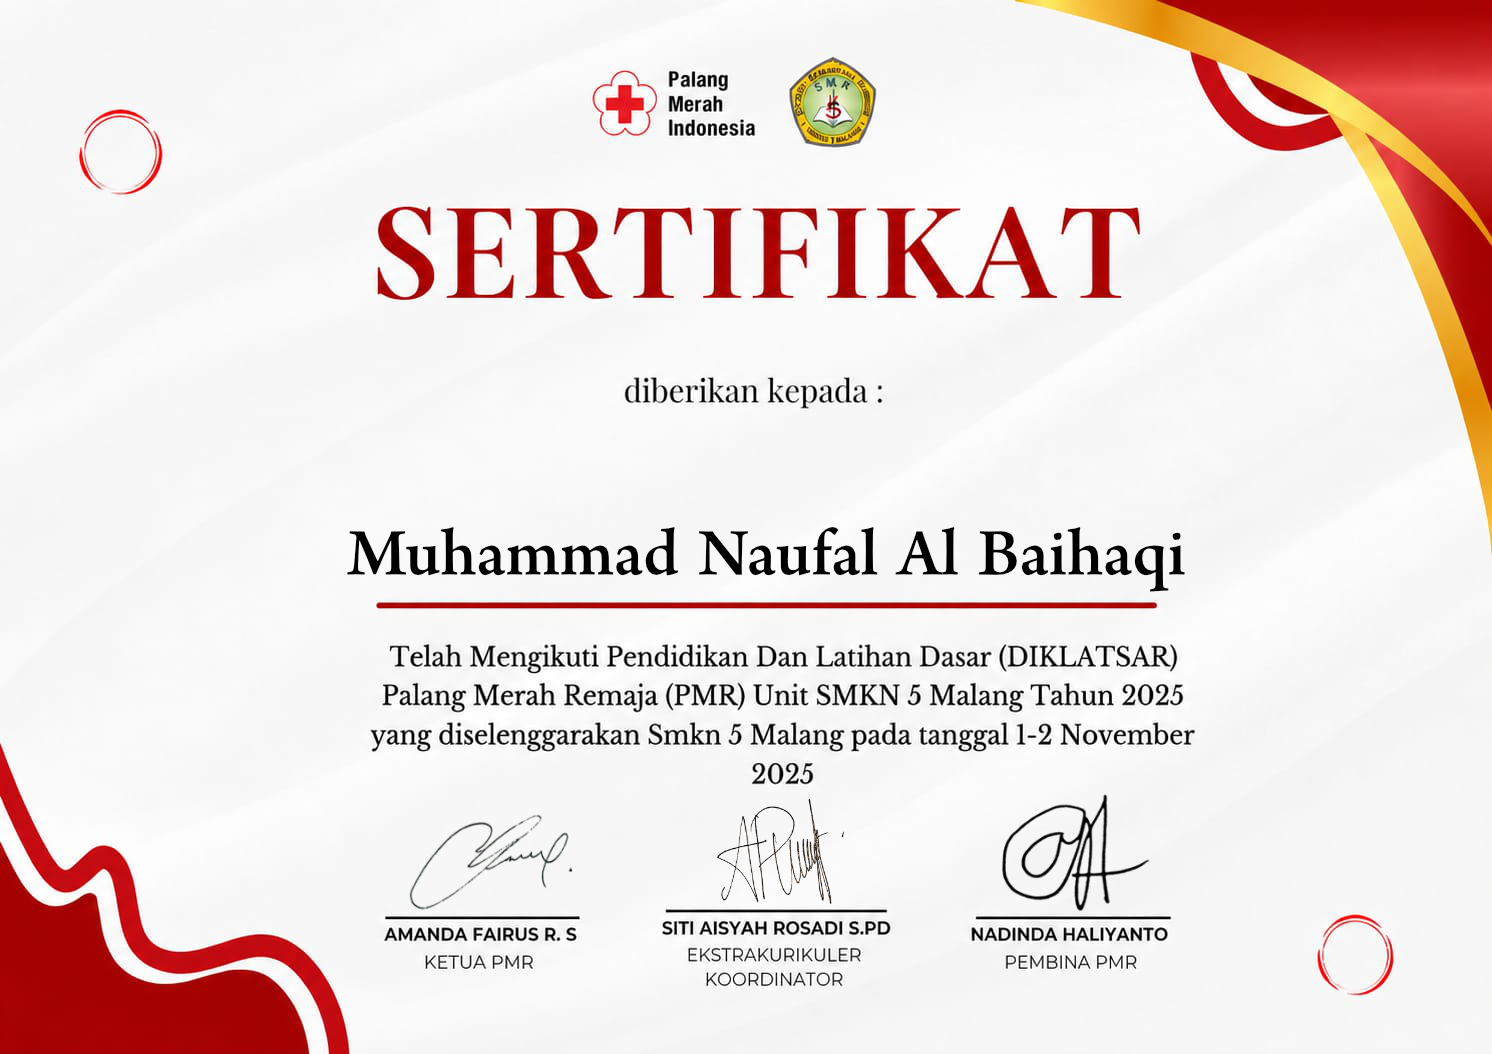 Palang
Merah
Indonesia
SMR
SERTIFIKAT
diberikan kepada :
Muhammad Naufal Al Baihaqi
Telah Mengikuti Pendidikan Dan Latihan Dasar (DIKLATSAR)
Palang Merah Remaja (PMR) Unit SMKN 5 Malang Tahun 2025
yang diselenggarakan Smkn 5 Malang pada tanggal 1-2 November
2025
AMANDA FAIRUS R. S
KETUA PMR
SITI AISYAH ROSADI S.PD
EKSTRAKURIKULER
KOORDINATOR
NADINDA HALIYANTO
PEMBINA PMR